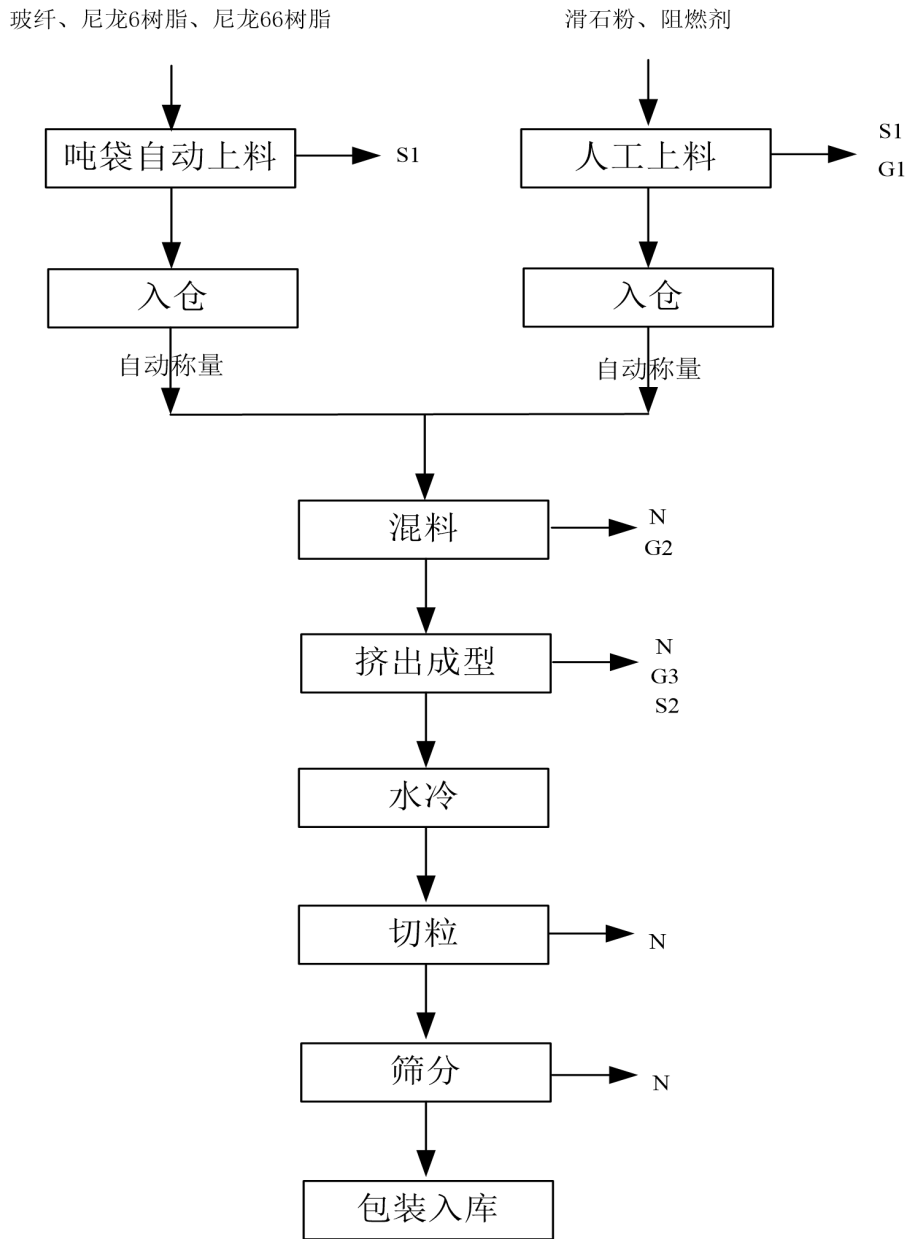 玻纤、尼龙6树脂、尼龙66树脂
滑石粉、阻燃剂
吨袋自动上料
S1
人工上料
S1
G1
入仓
入仓
自动称量
自动称量
混料
N
G2
挤出成型
N
G3
S2
水冷
切粒
N
筛分
N
包装入库